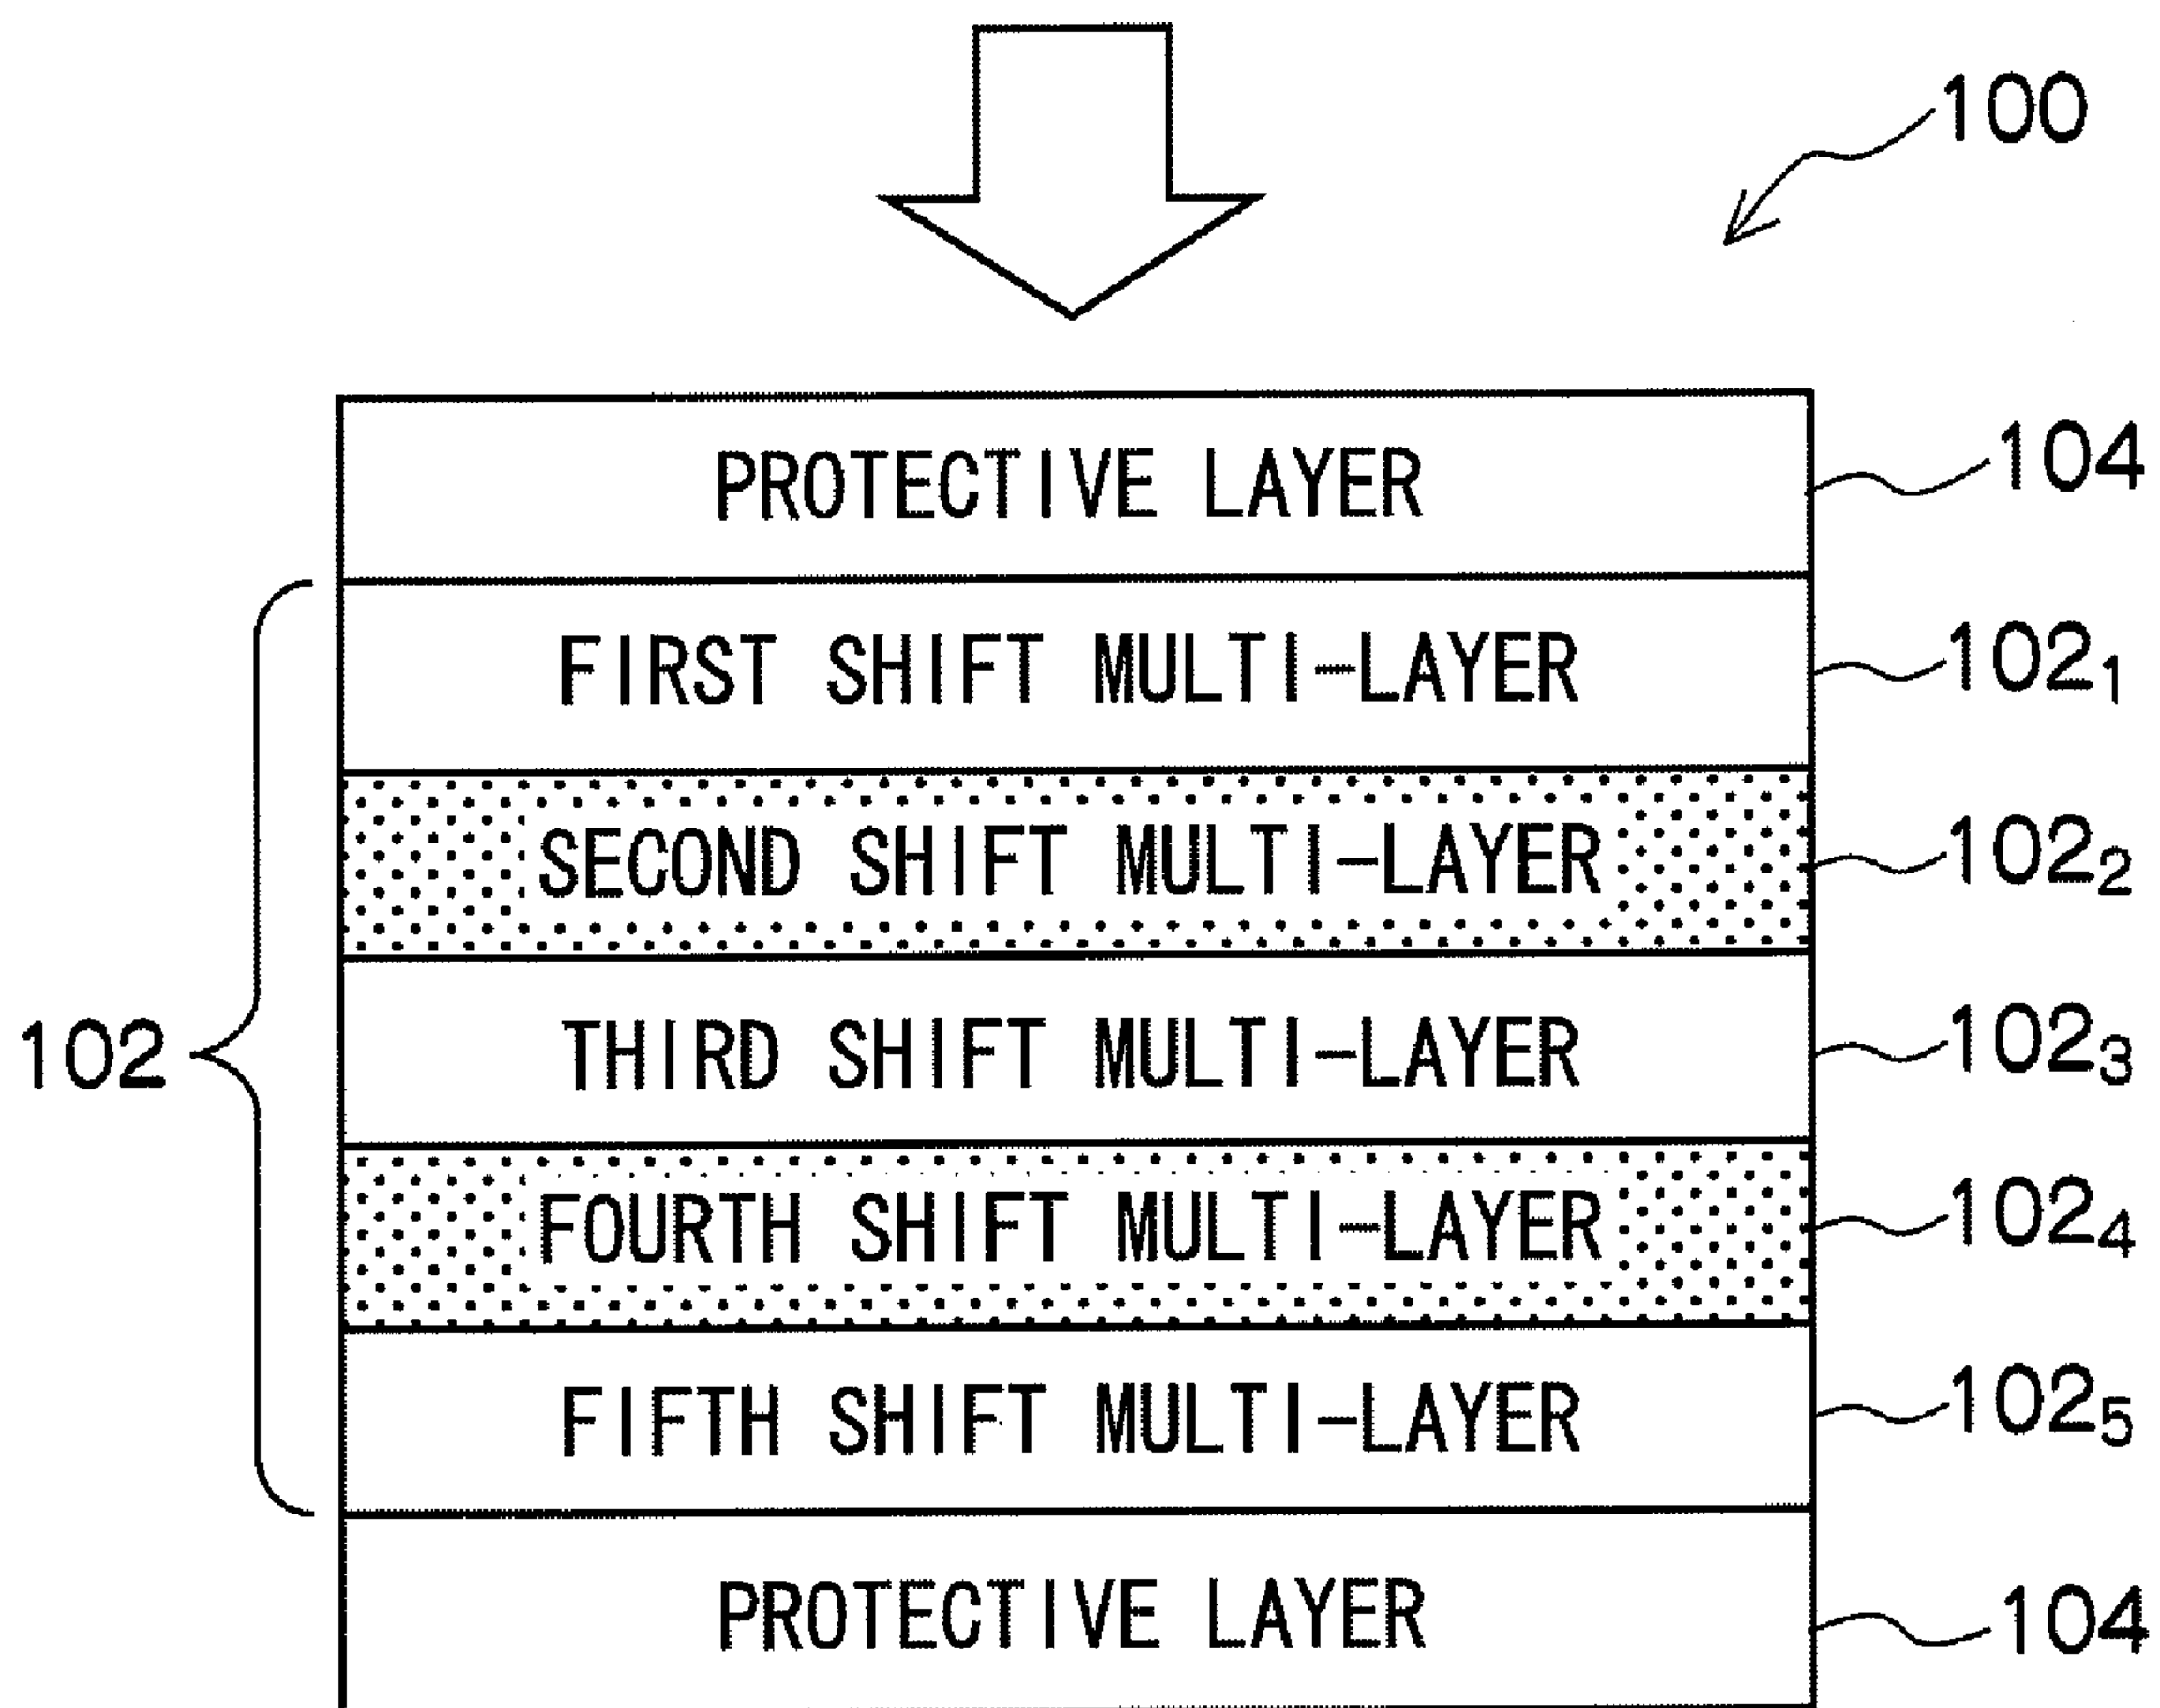 100
PROTECTIVE LAYER 104
FIRST SHIFT MULTI-LAYER 102₁
SECOND SHIFT MULTI-LAYER 102₂
102 THIRD SHIFT MULTI-LAYER 102₃
FOURTH SHIFT MULTI-LAYER 102₄
FIFTH SHIFT MULTI-LAYER 102₅
PROTECTIVE LAYER 104